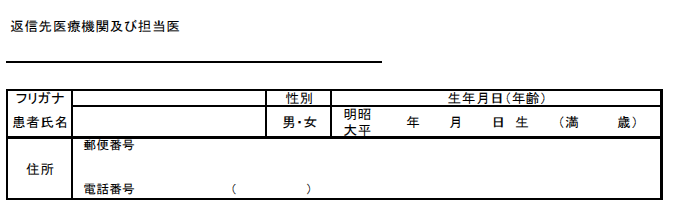 返信先医療機関及び担当医
フリガナ 性別 生年月日(年齢)
患者氏名 男・女 明昭 大平 年 月 日 生 (満 歳)
住所 郵便番号
電話番号 ( )